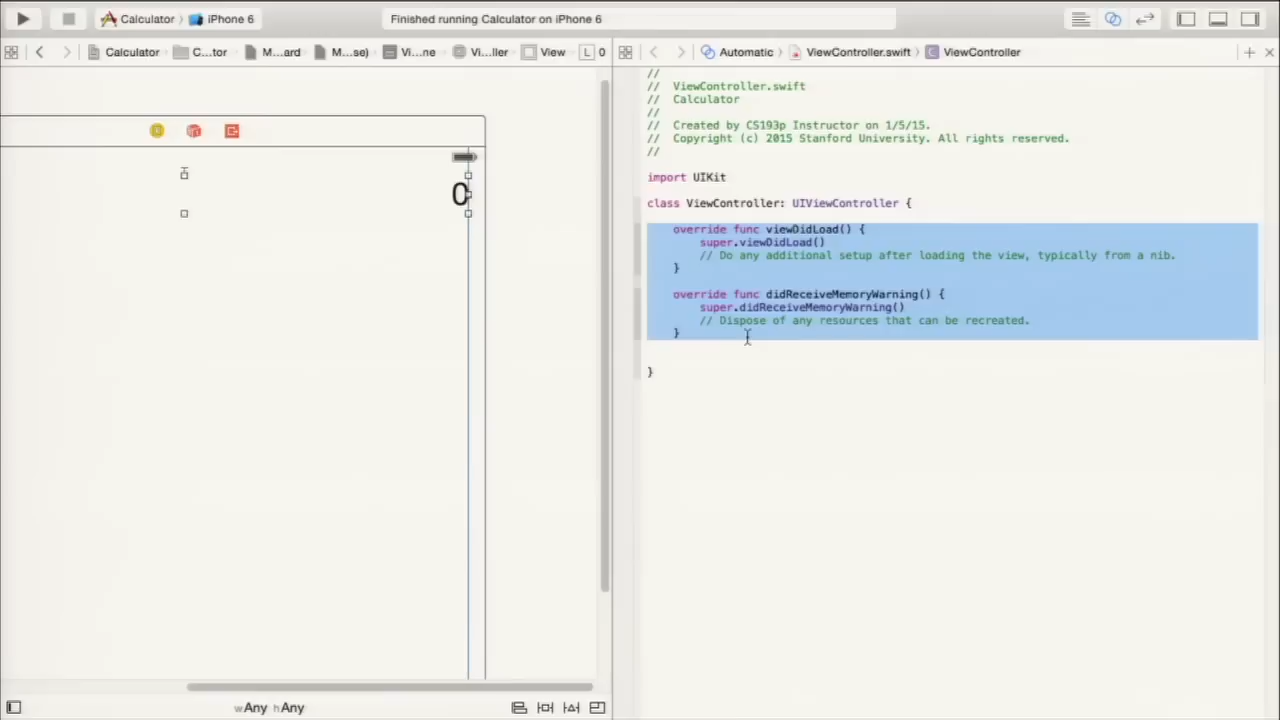 Calculator iPhone 6
Finished running Calculator on iPhone 6
Calculator C...tor M...ard M...se) Vi...ne Vi...ller View L 0
Automatic ViewController.swift ViewController
//
// ViewController.swift
// Calculator
//
// Created by CS193p Instructor on 1/5/15.
// Copyright (c) 2015 Stanford University. All rights reserved.
//
import UIKit
class ViewController: UIViewController {
override func viewDidLoad() {
super.viewDidLoad()
// Do any additional setup after loading the view, typically from a nib.
}
override func didReceiveMemoryWarning() {
super.didReceiveMemoryWarning()
// Dispose of any resources that can be recreated.
}
}
0
wAny hAny